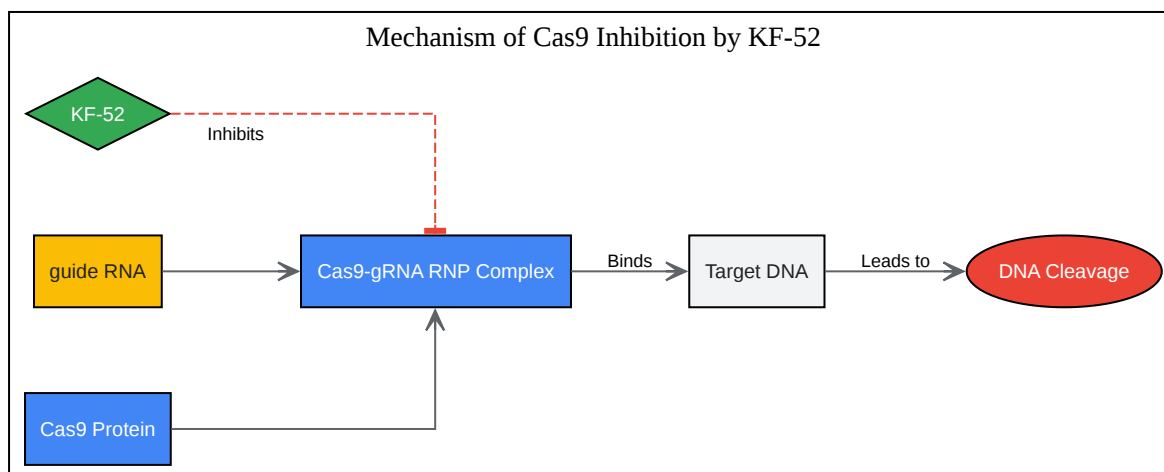 Mechanism of Cas9 Inhibition by KF-52
KF-52
Inhibits
guide RNA
Cas9-gRNA RNP Complex
Binds
Target DNA
Leads to
DNA Cleavage
Cas9 Protein